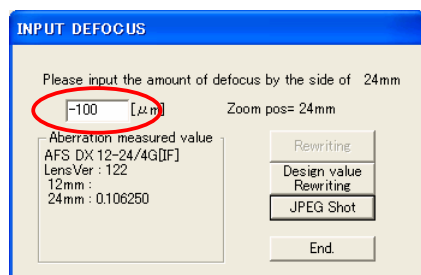 INPUT DEFOCUS
Please input the amount of defocus by the side of 24mm
-100 [μm] Zoom pos= 24mm
Aberration measured value
AFS DX 12-24/4G[IF]
LensVer : 122
12mm :
24mm : 0.106250
Rewriting
Design value
Rewriting
JPEG Shot
End.